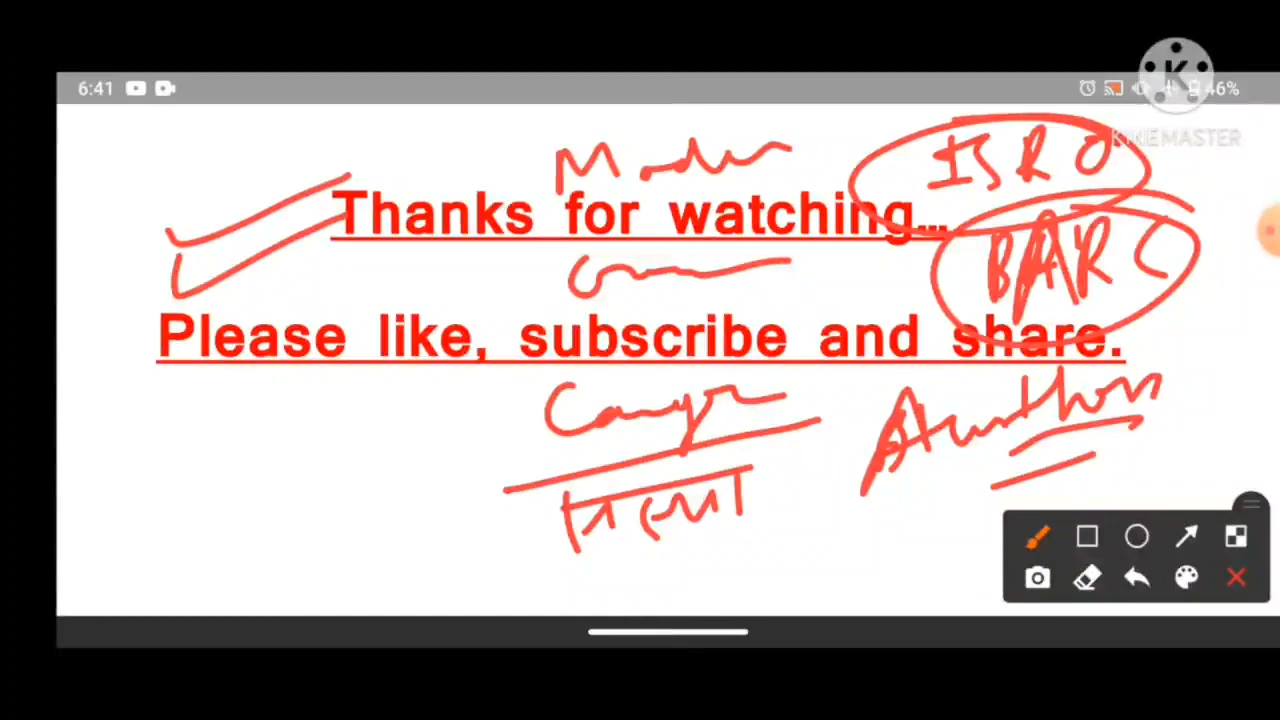 6:41
46%
KINEMASTER
ISRO
Thanks for watching...
BARC
Please like, subscribe and share.